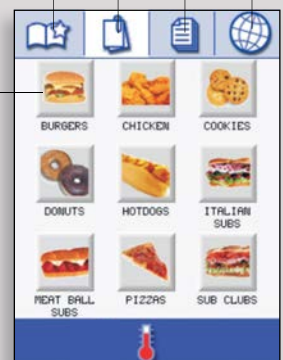 BURGERS CHICKEN COOKIES
DONUTS HOTDOGS ITALIAN
SUBS
MEAT BALL PIZZAS SUB CLUBS
SUBS